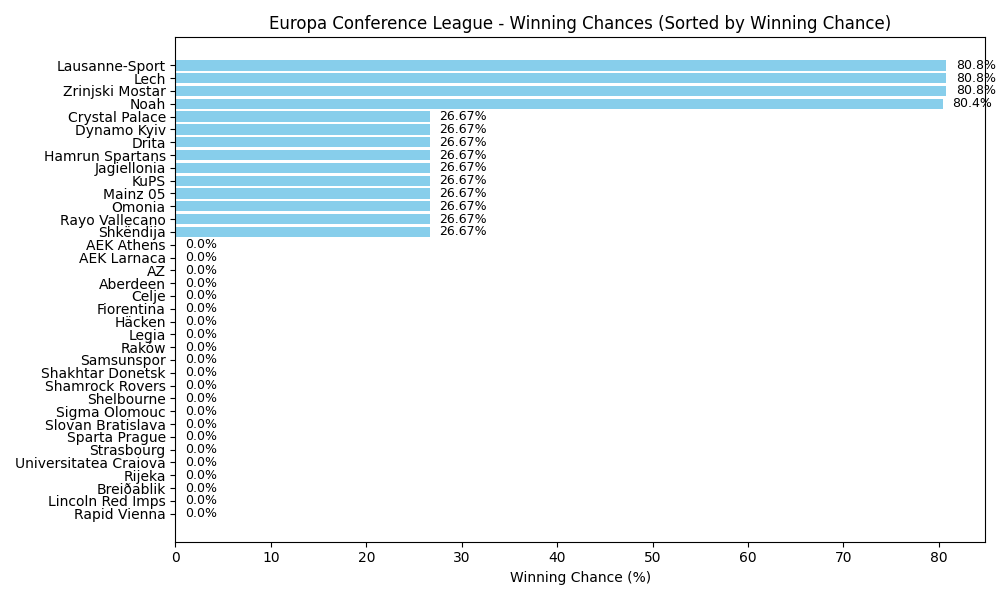 Europa Conference League - Winning Chances (Sorted by Winning Chance)
Lausanne-Sport 80.8%
Lech 80.8%
Zrinjski Mostar 80.8%
Noah 80.4%
Crystal Palace 26.67%
Dynamo Kyiv 26.67%
Drita 26.67%
Hamrun Spartans 26.67%
Jagiellonia 26.67%
KuPS 26.67%
Mainz 05 26.67%
Omonia 26.67%
Rayo Vallecano 26.67%
Shkëndija 26.67%
AEK Athens 0.0%
AEK Larnaca 0.0%
AZ 0.0%
Aberdeen 0.0%
Celje 0.0%
Fiorentina 0.0%
Häcken 0.0%
Legia 0.0%
Raków 0.0%
Samsunspor 0.0%
Shakhtar Donetsk 0.0%
Shamrock Rovers 0.0%
Shelbourne 0.0%
Sigma Olomouc 0.0%
Slovan Bratislava 0.0%
Sparta Prague 0.0%
Strasbourg 0.0%
Universitatea Craiova 0.0%
Rijeka 0.0%
Breiðablik 0.0%
Lincoln Red Imps 0.0%
Rapid Vienna 0.0%
0 10 20 30 40 50 60 70 80
Winning Chance (%)